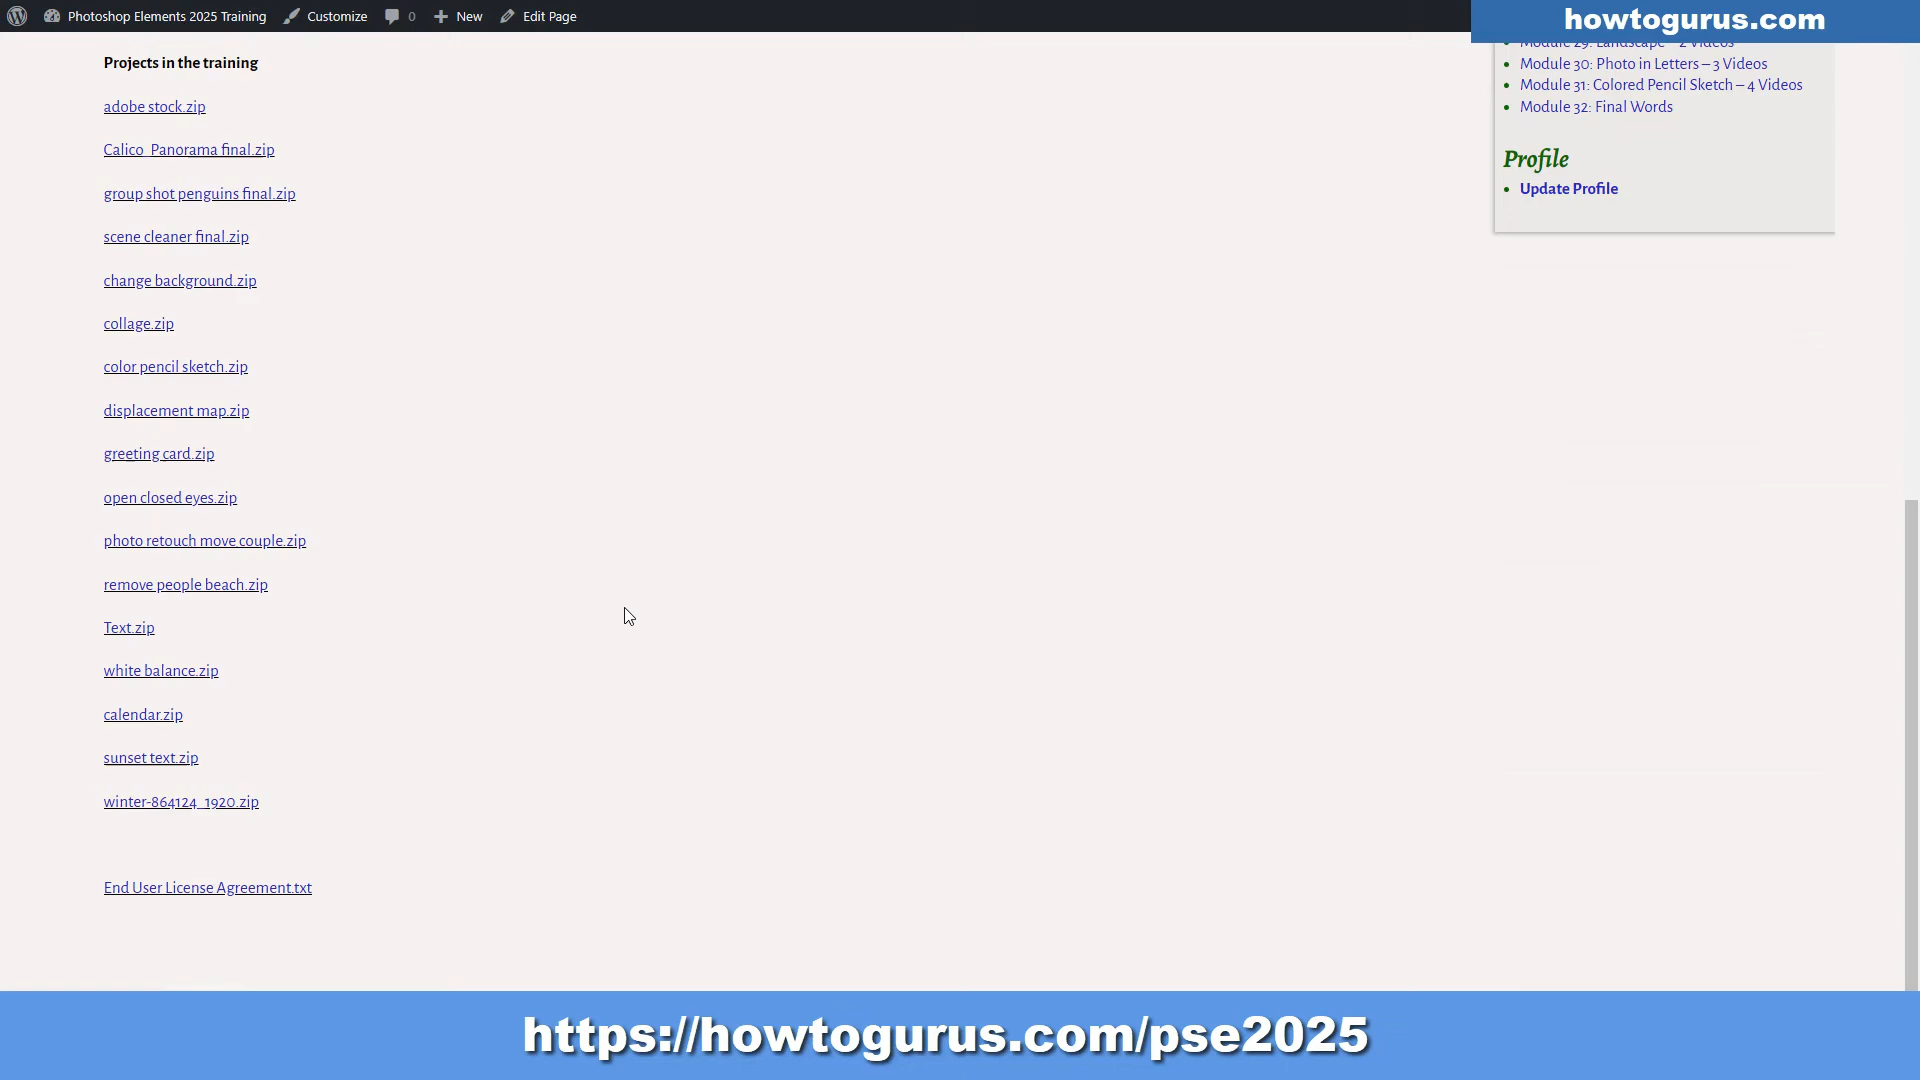 Photoshop Elements 2025 Training Customize 0 New Edit Page
howtogurus.com
Projects in the training
adobe stock.zip
Calico_Panorama final.zip
group shot penguins final.zip
scene cleaner final.zip
change background.zip
collage.zip
color pencil sketch.zip
displacement map.zip
greeting card.zip
open closed eyes.zip
photo retouch move couple.zip
remove people beach.zip
Text.zip
white balance.zip
calendar.zip
sunset text.zip
winter-864124_1920.zip
End User License Agreement.txt
Module 29: Landscape – 2 Videos
Module 30: Photo in Letters – 3 Videos
Module 31: Colored Pencil Sketch – 4 Videos
Module 32: Final Words
Profile
Update Profile
https://howtogurus.com/pse2025